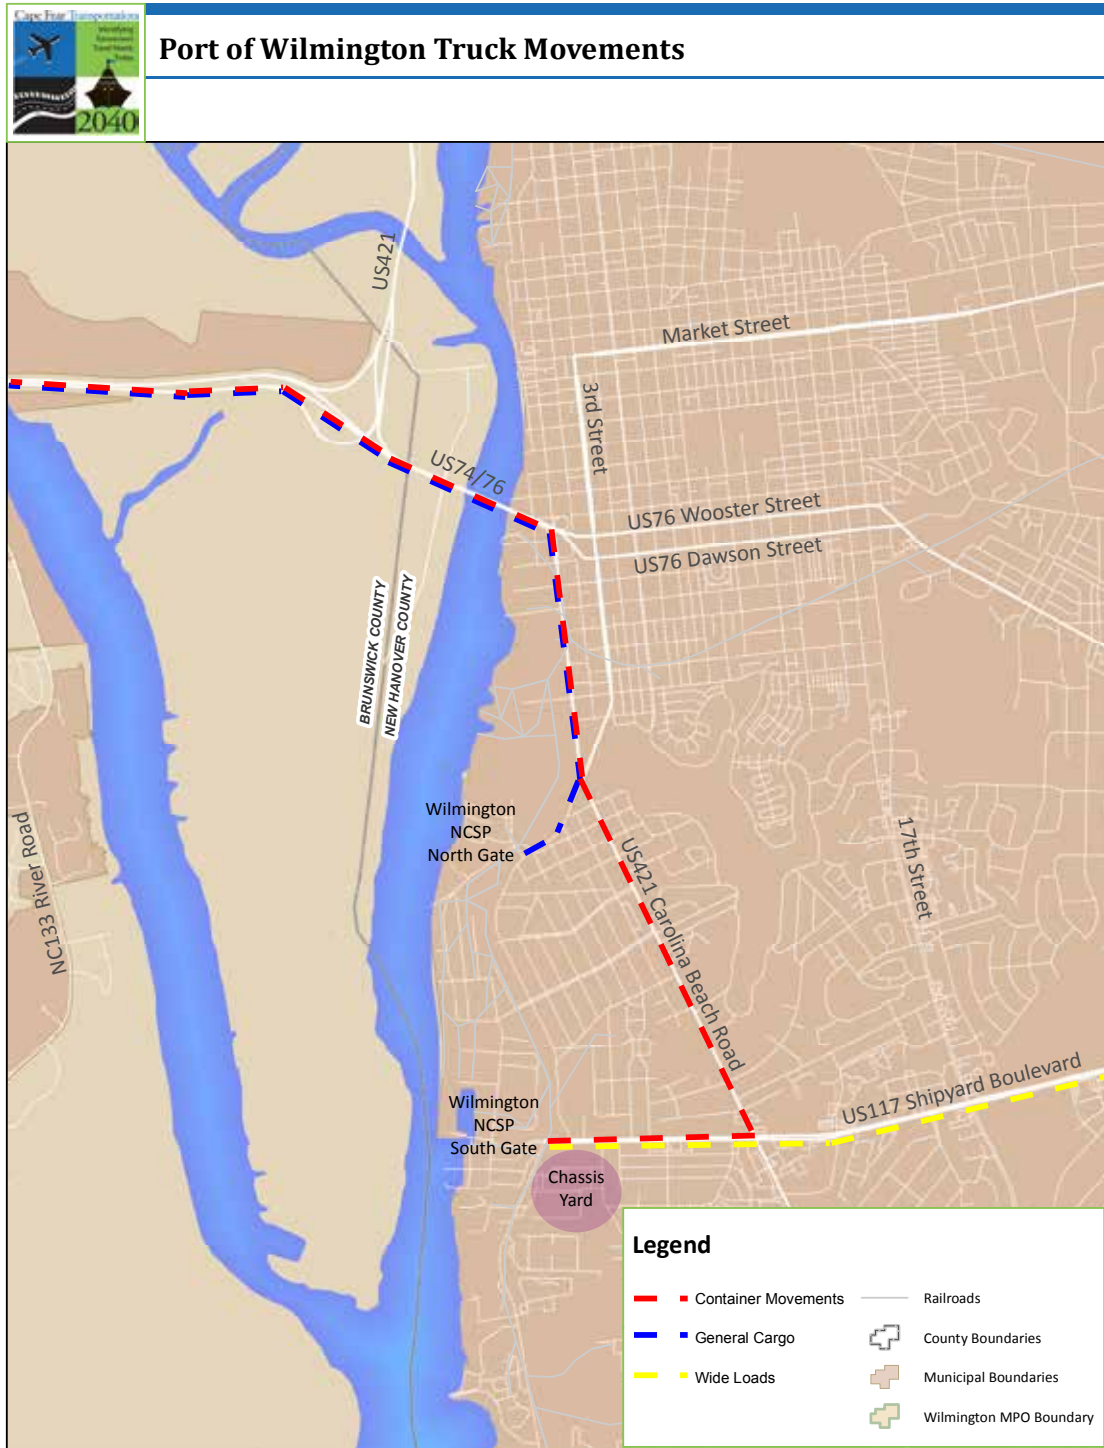 Cape Fear Transportation
2040
Port of Wilmington Truck Movements
US421
Market Street
3rd Street
US74/76
US76 Wooster Street
US76 Dawson Street
BRUNSWICK COUNTY
NEW HANOVER COUNTY
Wilmington
NCSP
North Gate
US421 Carolina Beach Road
17th Street
NC133 River Road
US117 Shipyard Boulevard
Wilmington
NCSP
South Gate
Chassis
Yard
Legend
Container Movements
Railroads
General Cargo
County Boundaries
Wide Loads
Municipal Boundaries
Wilmington MPO Boundary